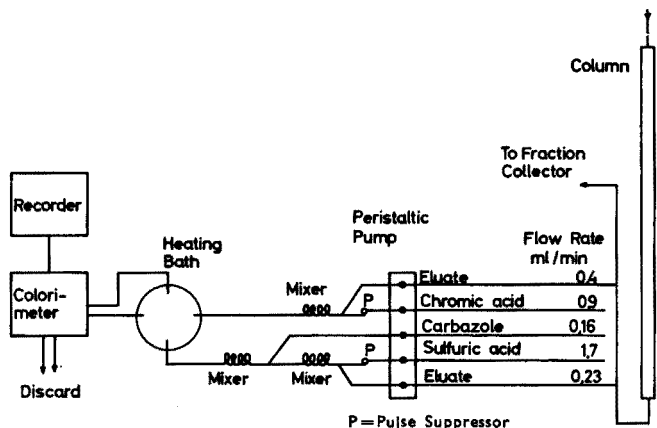 Column
To Fraction
Collector
Recorder
Heating
Bath
Peristaltic
Pump
Flow Rate
ml/min
Colori-
meter
Mixer
P
Eluate 0.4
Chromic acid 09
Carbazole 0,16
P
Sulfuric acid 1.7
Mixer
Mixer
Eluate 0,23
Discard
P=Pulse Suppressor